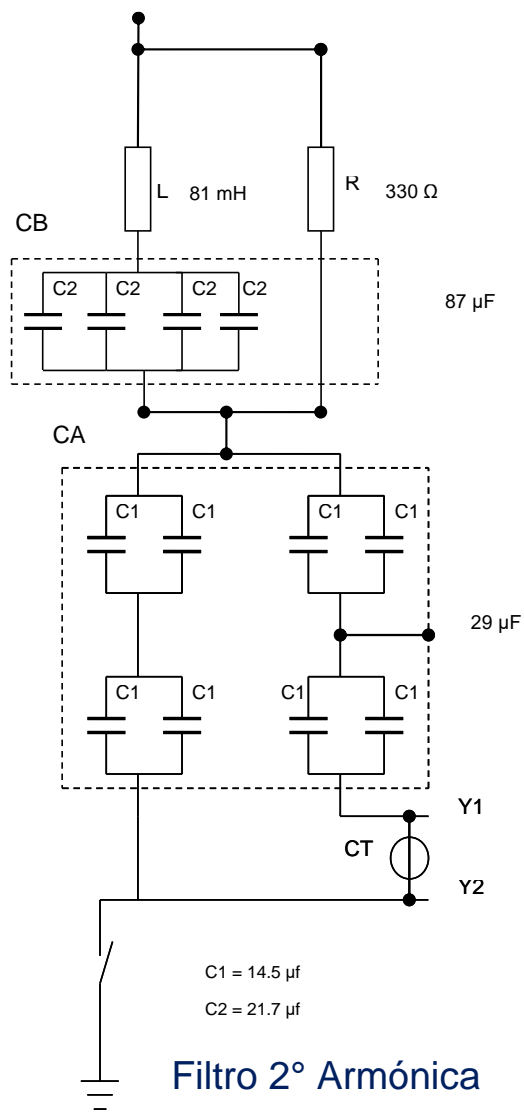 L 81 mH
R 330 Ω
CB
C2 C2 C2 C2
87 µF
CA
C1 C1 C1 C1
29 µF
C1 C1 C1 C1
Y1
CT
Y2
C1 = 14.5 µf
C2 = 21.7 µf
Filtro 2° Armónica